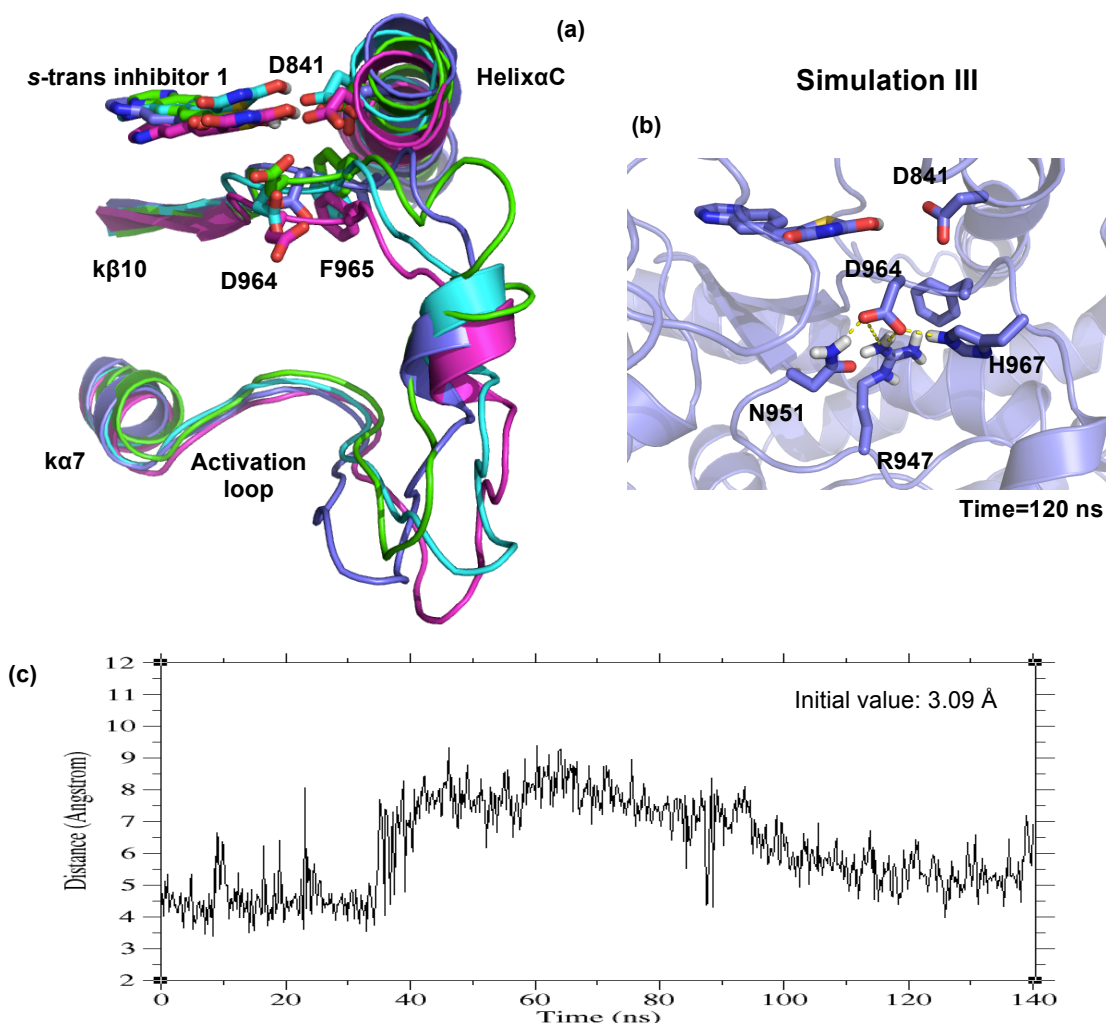 (a)
s-trans inhibitor 1
D841
HelixαC
kβ10
D964
F965
kα7
Activation
loop
Simulation III
(b)
D841
D964
H967
N951
R947
Time=120 ns
(c)
Initial value: 3.09 Å
Distance (Angstrom)
12
11
10
9
8
7
6
5
4
3
2
0
20
40
60
80
100
120
140
Time (ns)